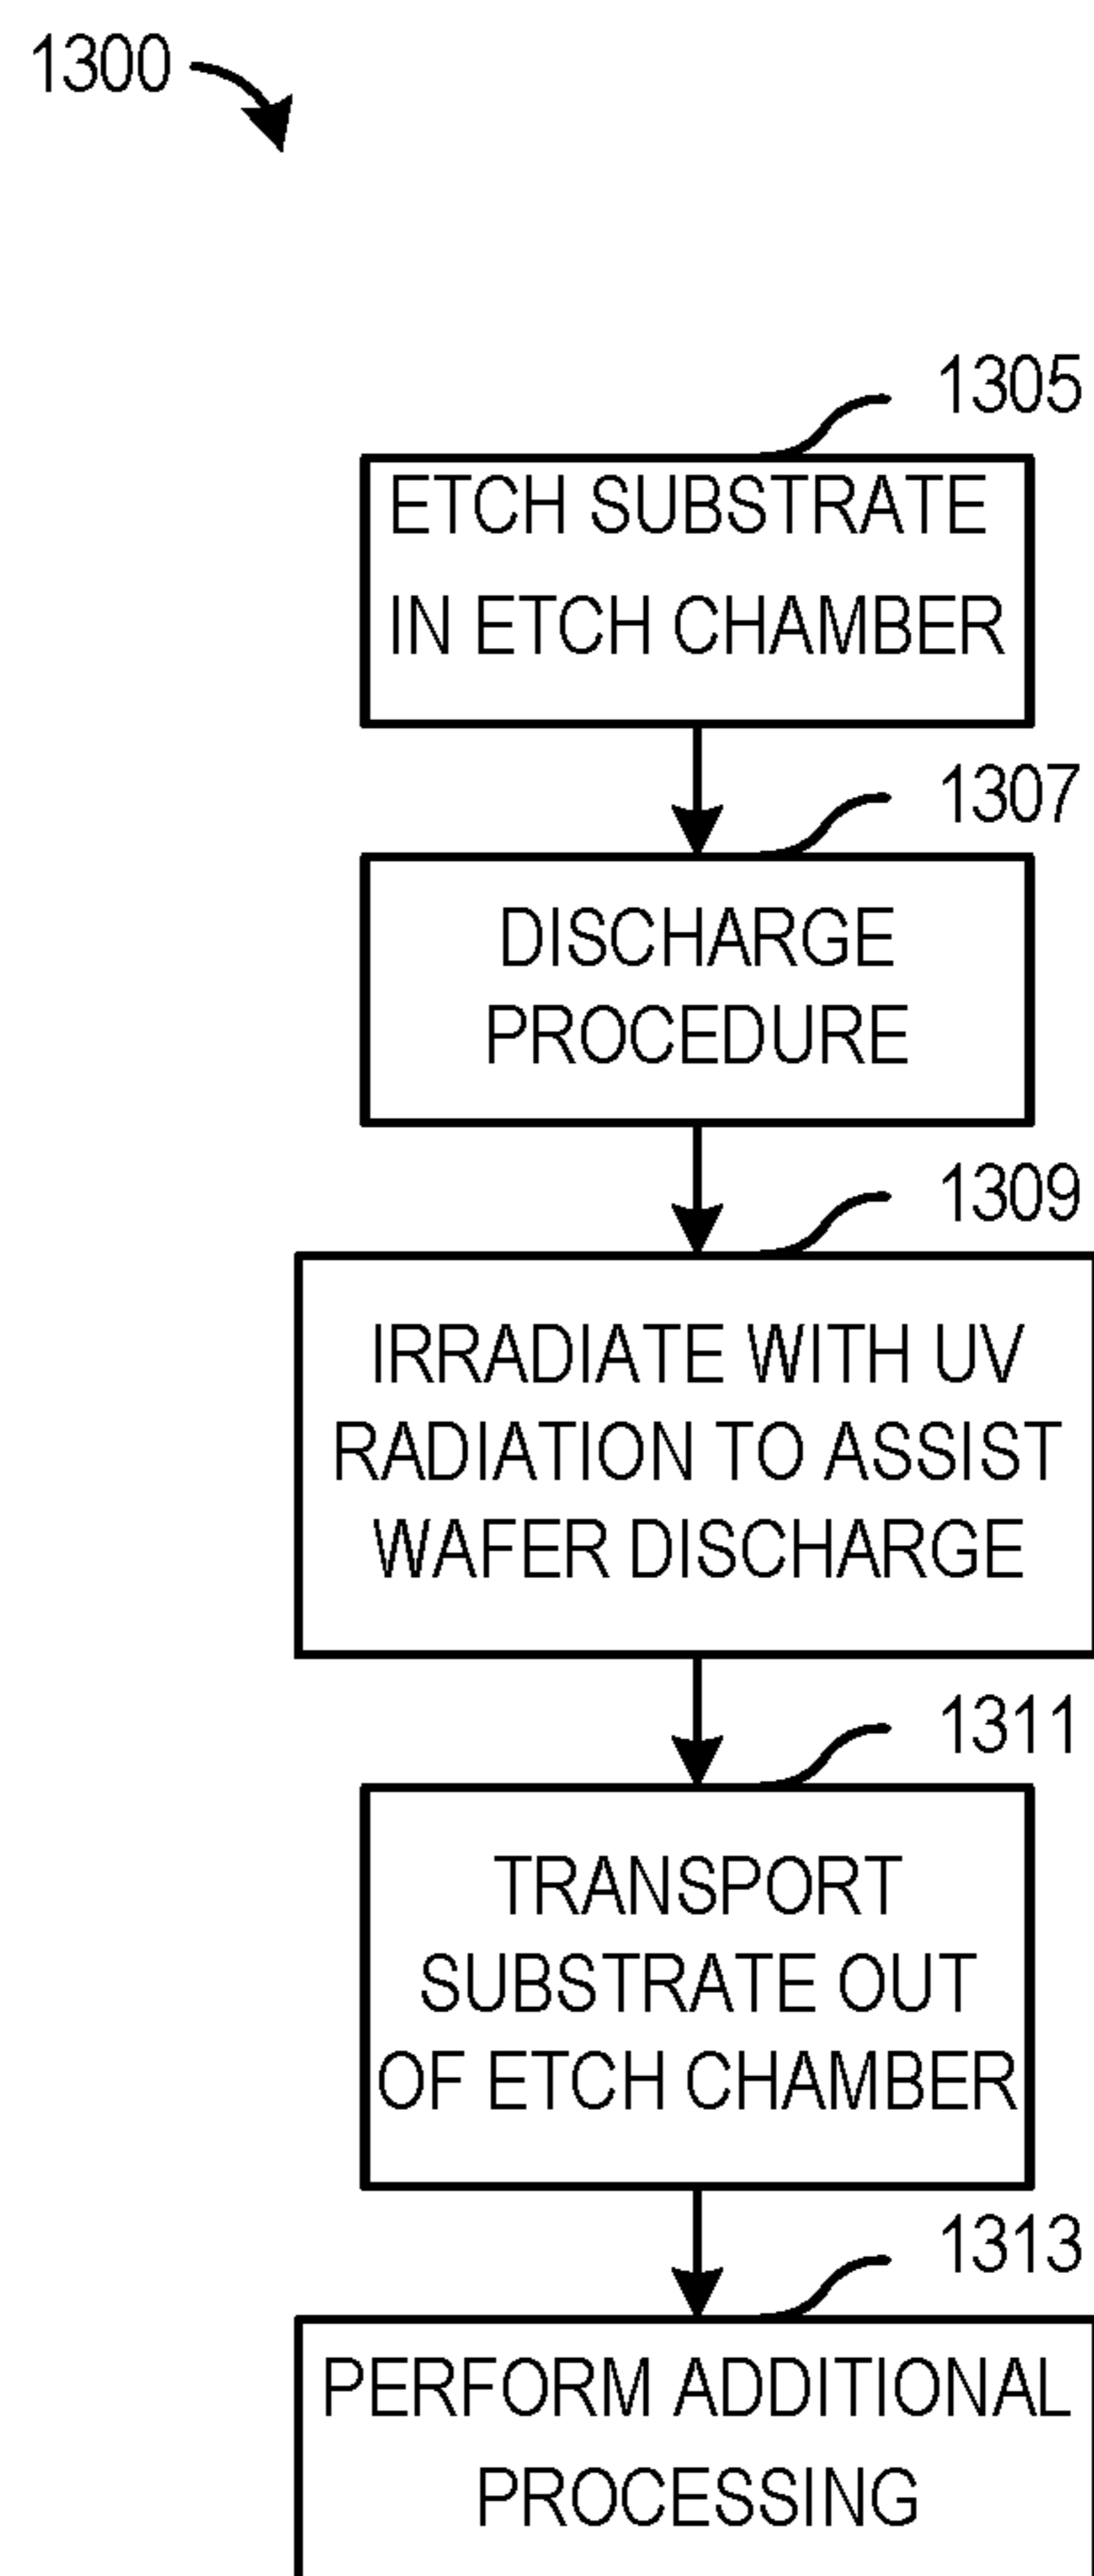 1300
1305
ETCH SUBSTRATE
IN ETCH CHAMBER
1307
DISCHARGE
PROCEDURE
1309
IRRADIATE WITH UV
RADIATION TO ASSIST
WAFER DISCHARGE
1311
TRANSPORT
SUBSTRATE OUT
OF ETCH CHAMBER
1313
PERFORM ADDITIONAL
PROCESSING